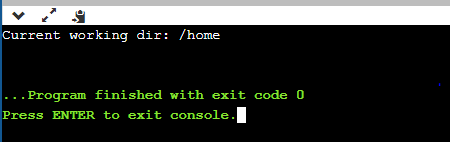 Current working dir: /home
...Program finished with exit code 0
Press ENTER to exit console.